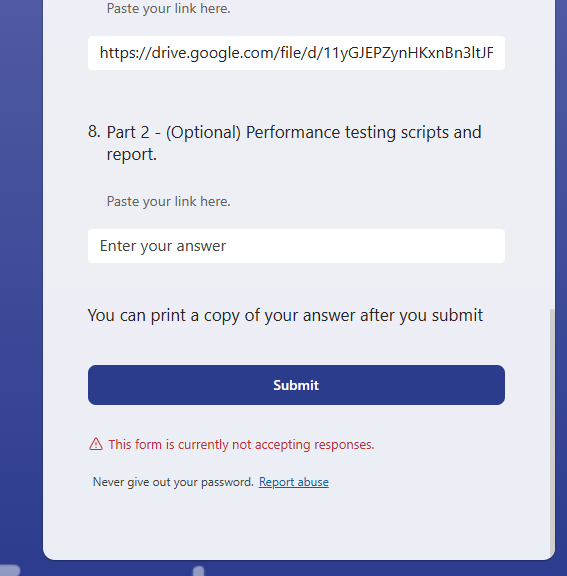 Paste your link here.
https://drive.google.com/file/d/11yGJEPZynHKxnBn3ltJF
8. Part 2 - (Optional) Performance testing scripts and
report.
Paste your link here.
Enter your answer
You can print a copy of your answer after you submit
Submit
This form is currently not accepting responses.
Never give out your password. Report abuse